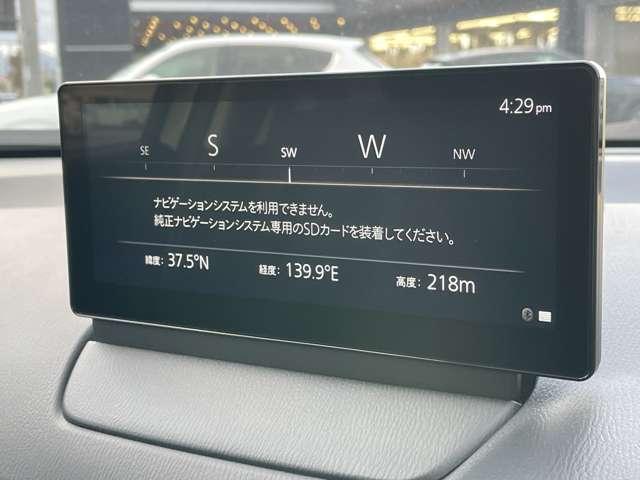 4:29pm
SE S SW W NW
ナビゲーションシステムを利用できません。
純正ナビゲーションシステム専用のSDカードを装着してください。
緯度: 37.5°N 経度: 139.9°E 高度: 218m